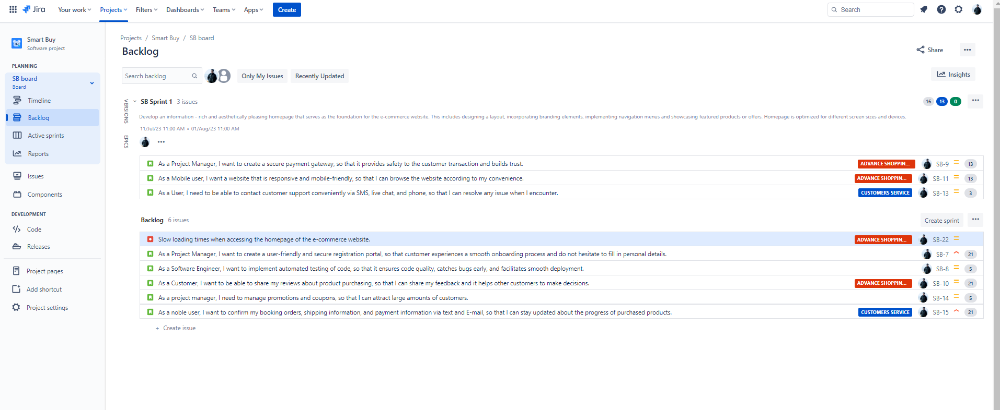 Jira Your work Projects Filters Dashboards Teams Apps Create Search
Smart Buy
Software project
PLANNING
SB board
Board
Timeline
Backlog
Active sprints
Reports
Issues
Components
DEVELOPMENT
Code
Releases
Project pages
Add shortcut
Project settings
Projects / Smart Buy / SB board
Backlog
Share
Search backlog Only My Issues Recently Updated Insights
VERSIONS
EPICS
SB Sprint 1 3 issues 16 13 0
Develop an information - rich and aesthetically pleasing homepage that serves as the foundation for the e-commerce website. This includes designing a layout, incorporating branding elements, implementing navigation menus and showcasing featured products or offers. Homepage is optimized for different screen sizes and devices.
11/Jul/23 11:00 AM • 01/Aug/23 11:00 AM
As a Project Manager, I want to create a secure payment gateway, so that it provides safety to the customer transaction and builds trust. ADVANCE SHOPPIN... SB-9 13
As a Mobile user, I want a website that is responsive and mobile-friendly, so that I can browse the website according to my convenience. ADVANCE SHOPPIN... SB-11 13
As a User, I need to be able to contact customer support conveniently via SMS, live chat, and phone, so that I can resolve any issue when I encounter. CUSTOMERS SERVICE SB-13 3
Backlog 6 issues Create sprint
Slow loading times when accessing the homepage of the e-commerce website. ADVANCE SHOPPIN... SB-22
As a Project Manager, I want to create a user-friendly and secure registration portal, so that customer experiences a smooth onboarding process and do not hesitate to fill in personal details. SB-7 21
As a Software Engineer, I want to implement automated testing of code, so that it ensures code quality, catches bugs early, and facilitates smooth deployment. SB-8 5
As a Customer, I want to be able to share my reviews about product purchasing, so that I can share my feedback and it helps other customers to make decisions. ADVANCE SHOPPIN... SB-10 21
As a project manager, I need to manage promotions and coupons, so that I can attract large amounts of customers. SB-14 5
As a noble user, I want to confirm my booking orders, shipping information, and payment information via text and E-mail, so that I can stay updated about the progress of purchased products. CUSTOMERS SERVICE SB-15 21
+ Create issue